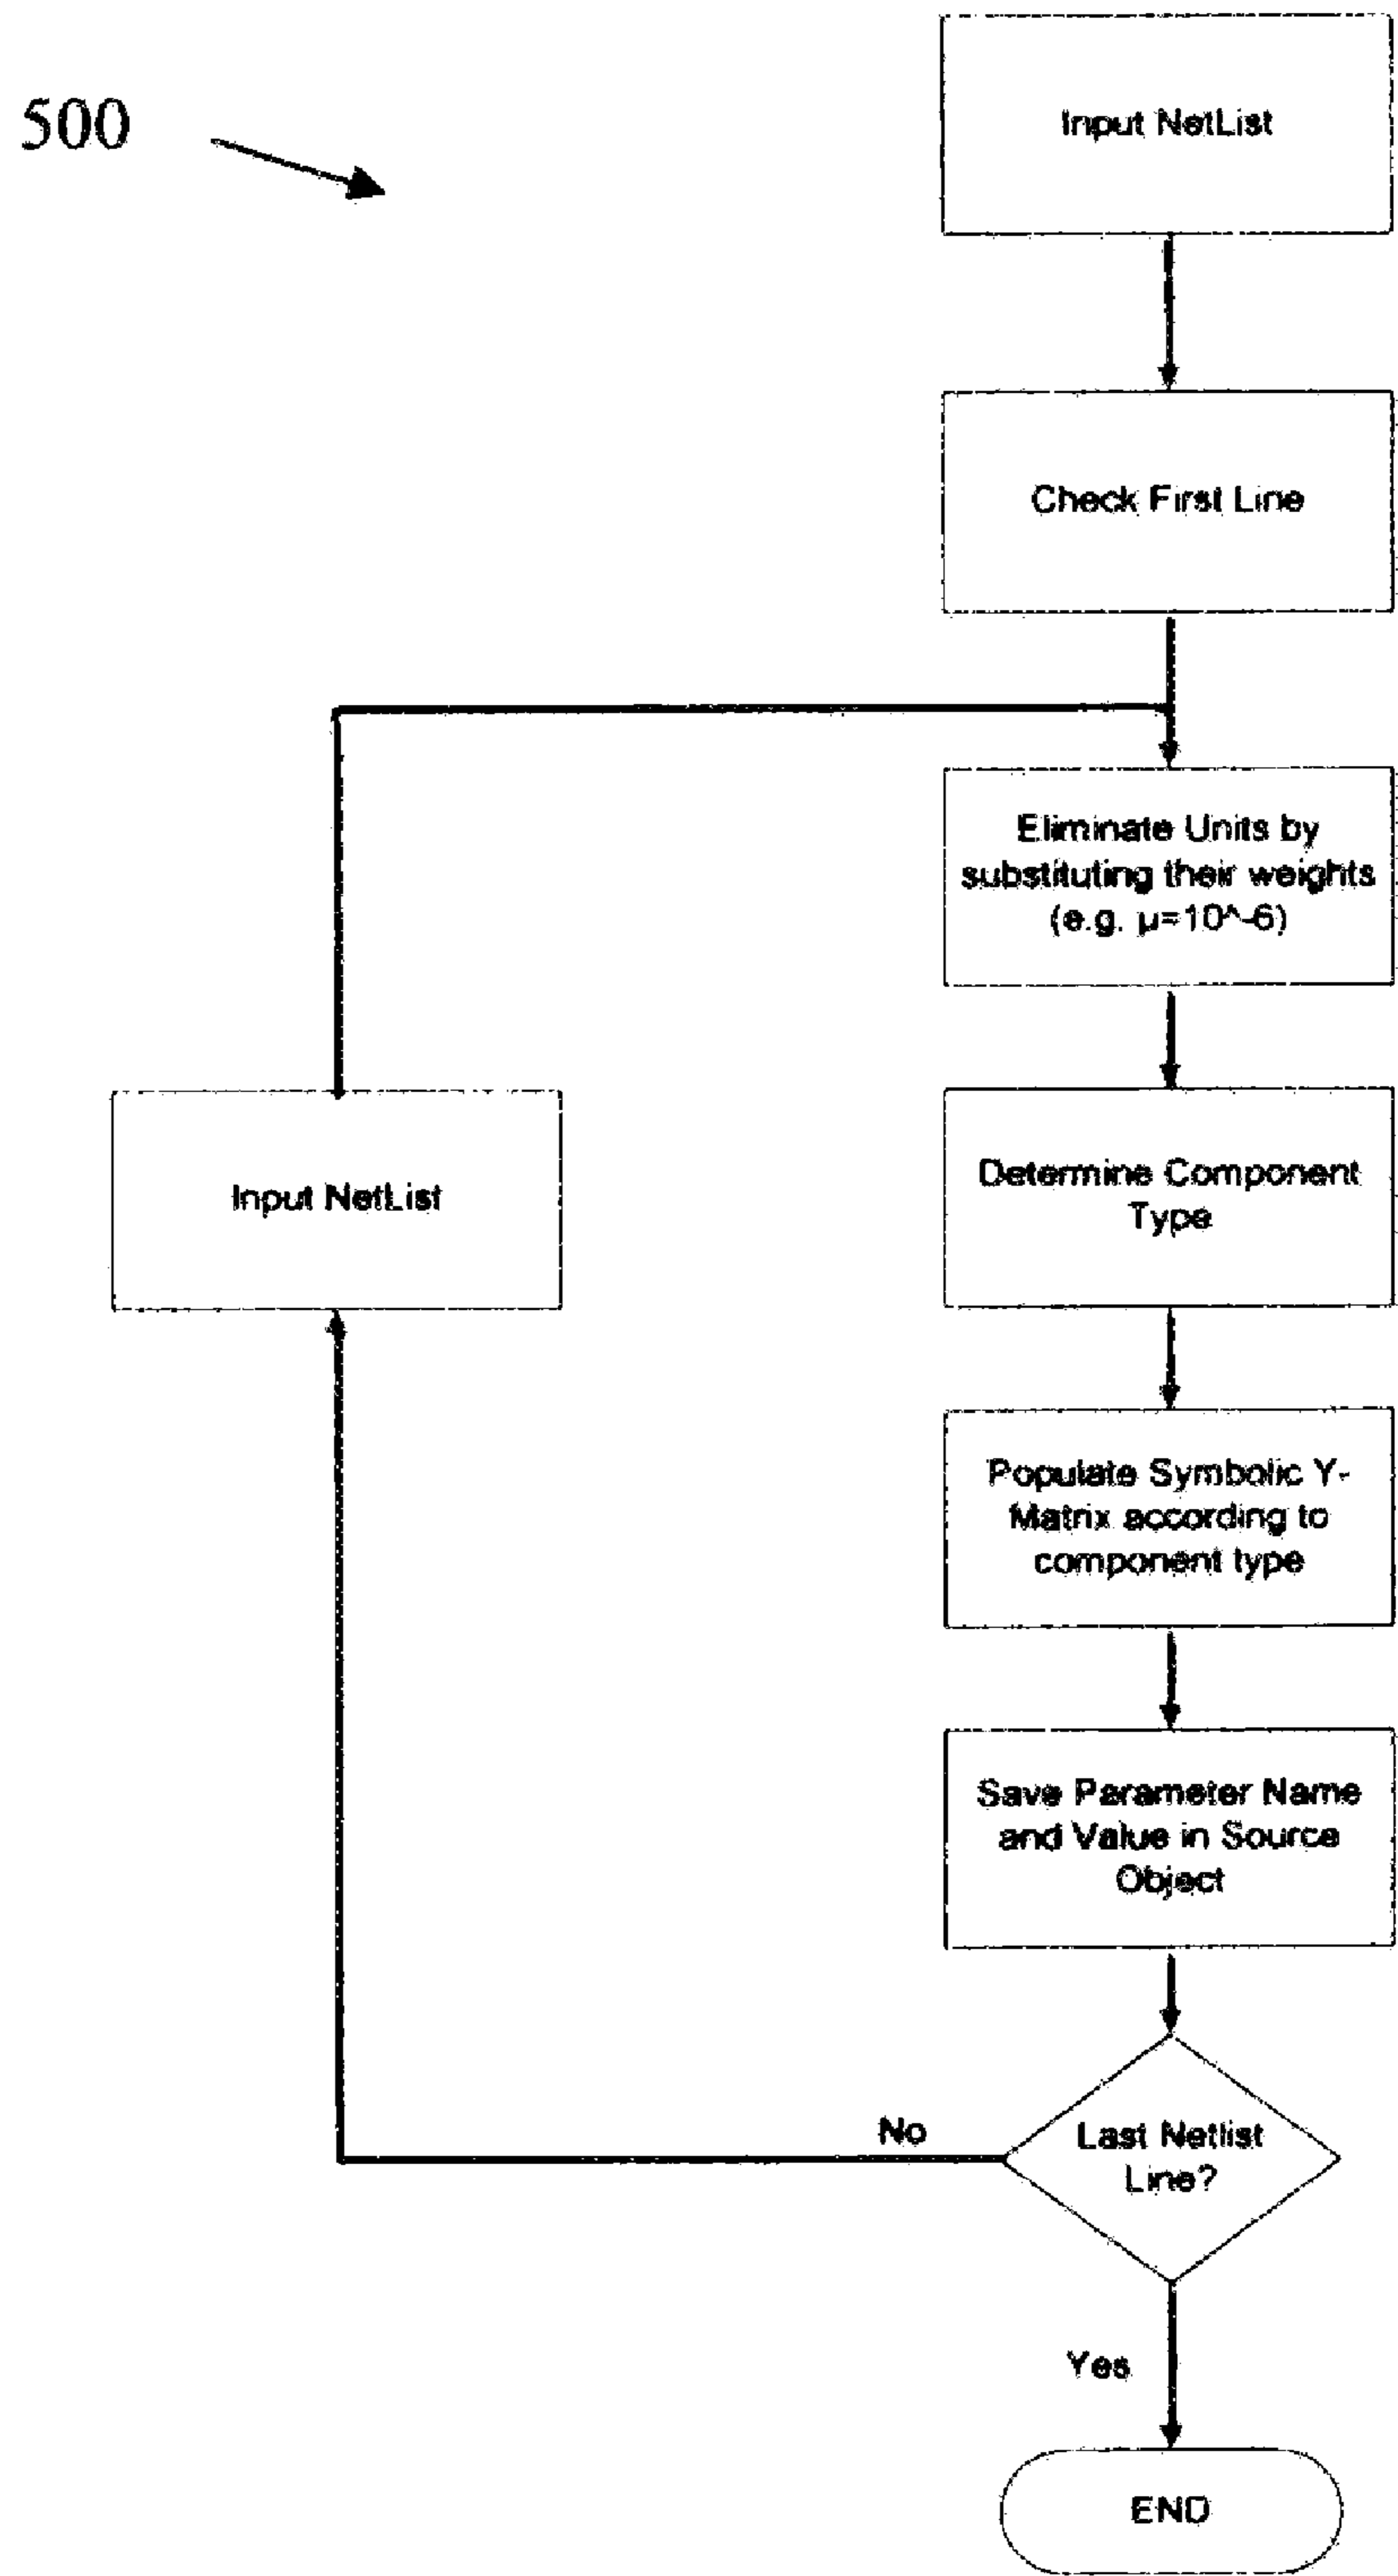 500
Input NetList
Check First Line
Eliminate Units by
substituting their weights
(e.g. µ=10^-6)
Input NetList
Determine Component
Type
Populate Symbolic Y-
Matrix according to
component type
Save Parameter Name
and Value in Source
Object
No
Last Netlist
Line?
Yes
END